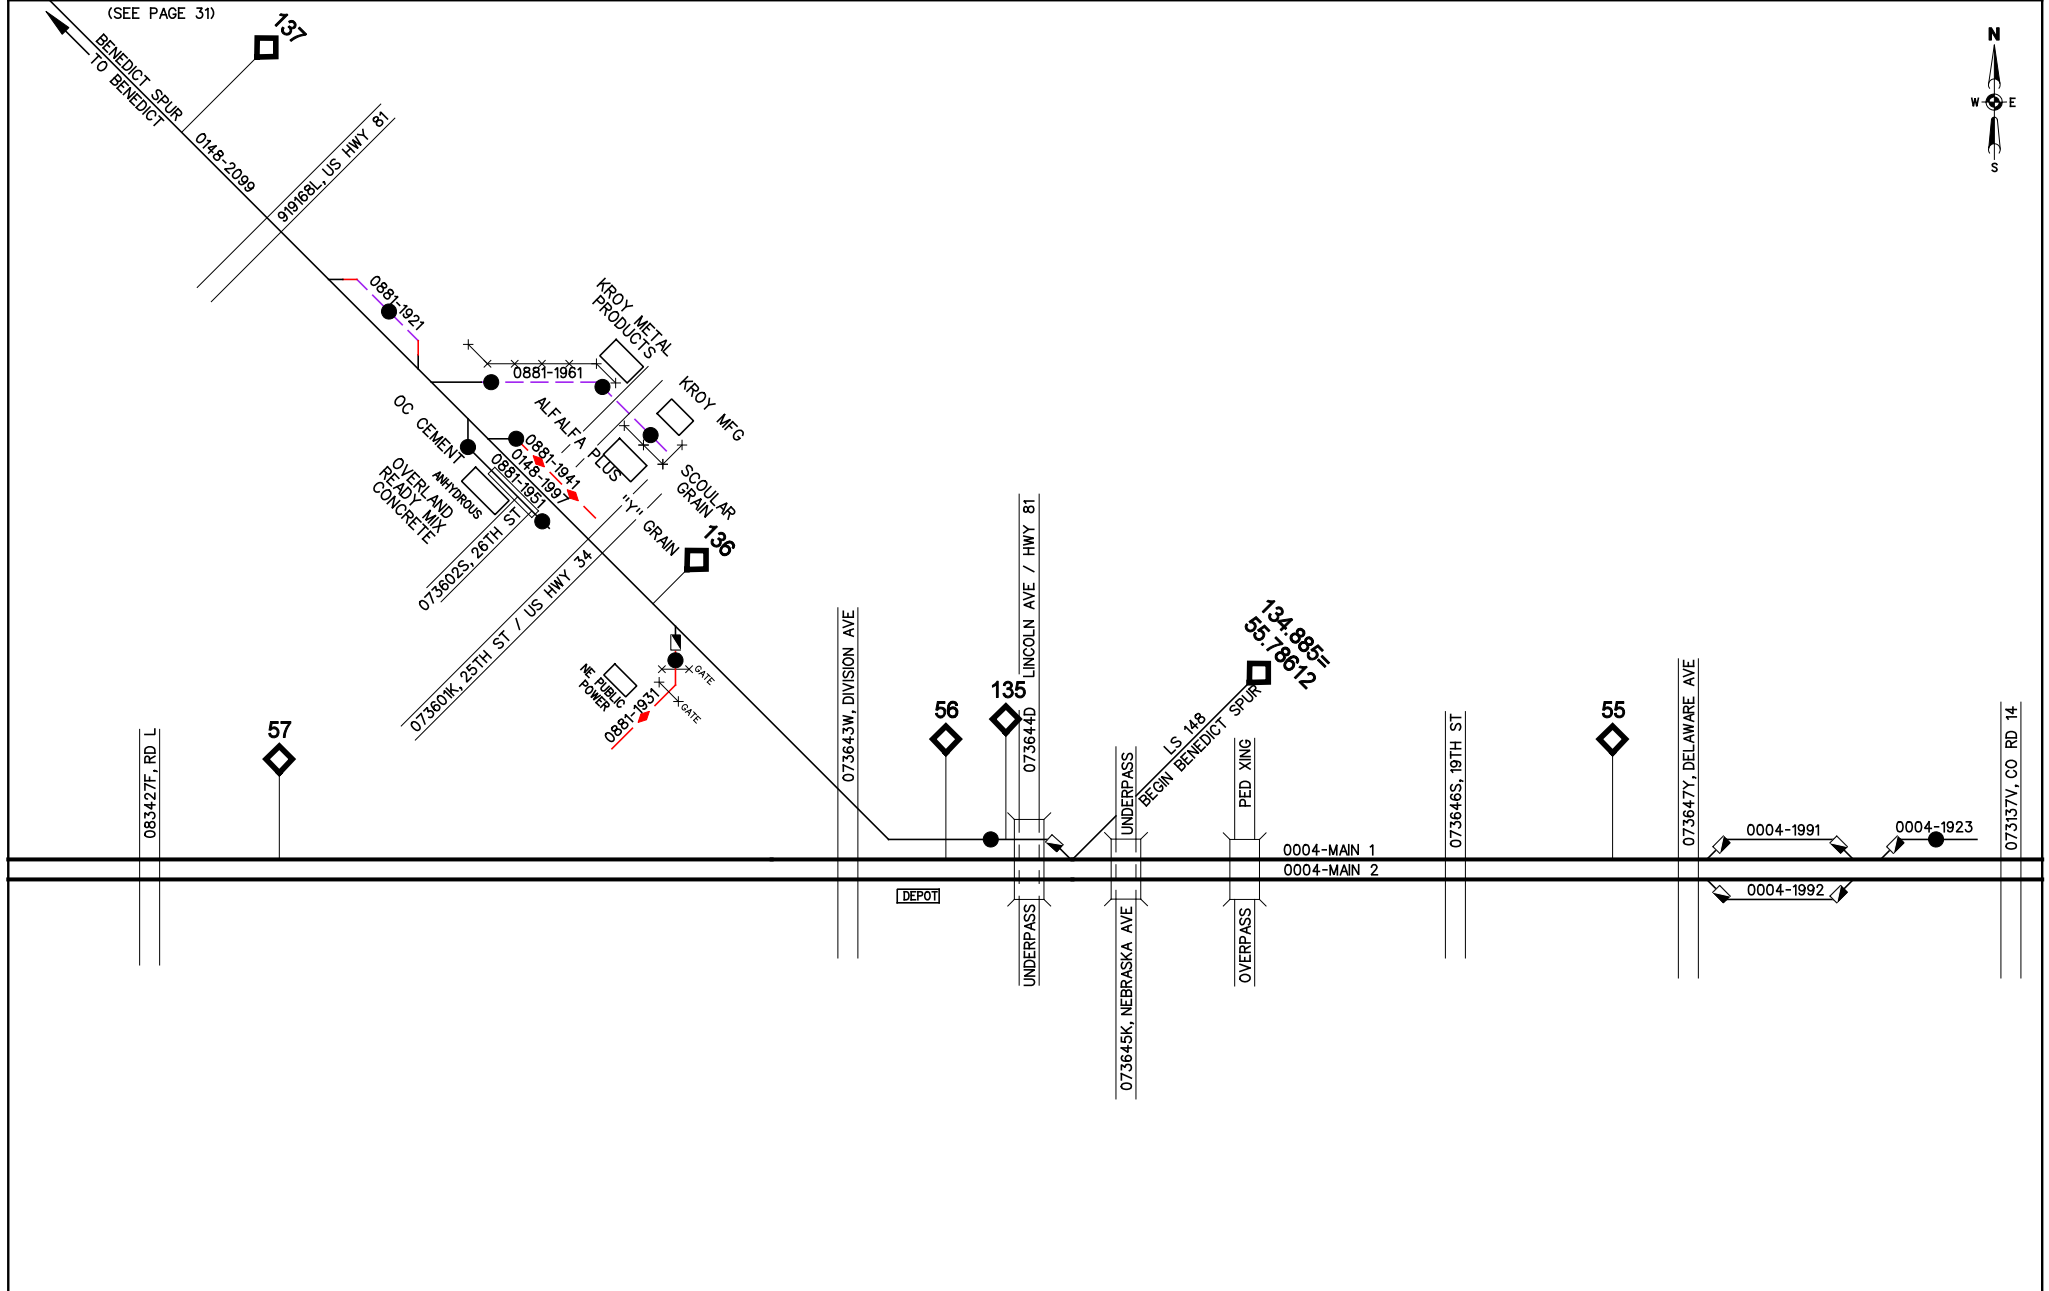 (SEE PAGE 31)
137
N
W
E
S
BENEDICT SPUR
TO BENEDICT
0148-2099
919168L, US HWY 81
0881-1921
KROY METAL
PRODUCTS
0881-1961
KROY MFG
OC CEMENT
ALFALFA PLUS
0881-1941
0148-1997
0881-1951
ANHYDROUS
OVERLAND
READY MIX
CONCRETE
SCOULAR
GRAIN
"Y" GRAIN
136
073602S, 26TH ST
073601K, 25TH ST / US HWY 34
NE PUBLIC
POWER
GATE
GATE
0881-1931
083427F, RD L
57
073643W, DIVISION AVE
56
135
073644D LINCOLN AVE / HWY 81
134.885=
55.78612
LS 148
BEGIN BENEDICT SPUR
UNDERPASS
PED XING
073646S, 19TH ST
55
073647Y, DELAWARE AVE
0004-1991
0004-1923
073137V, CO RD 14
0004-MAIN 1
0004-MAIN 2
DEPOT
0004-1992
UNDERPASS
073645K, NEBRASKA AVE
OVERPASS